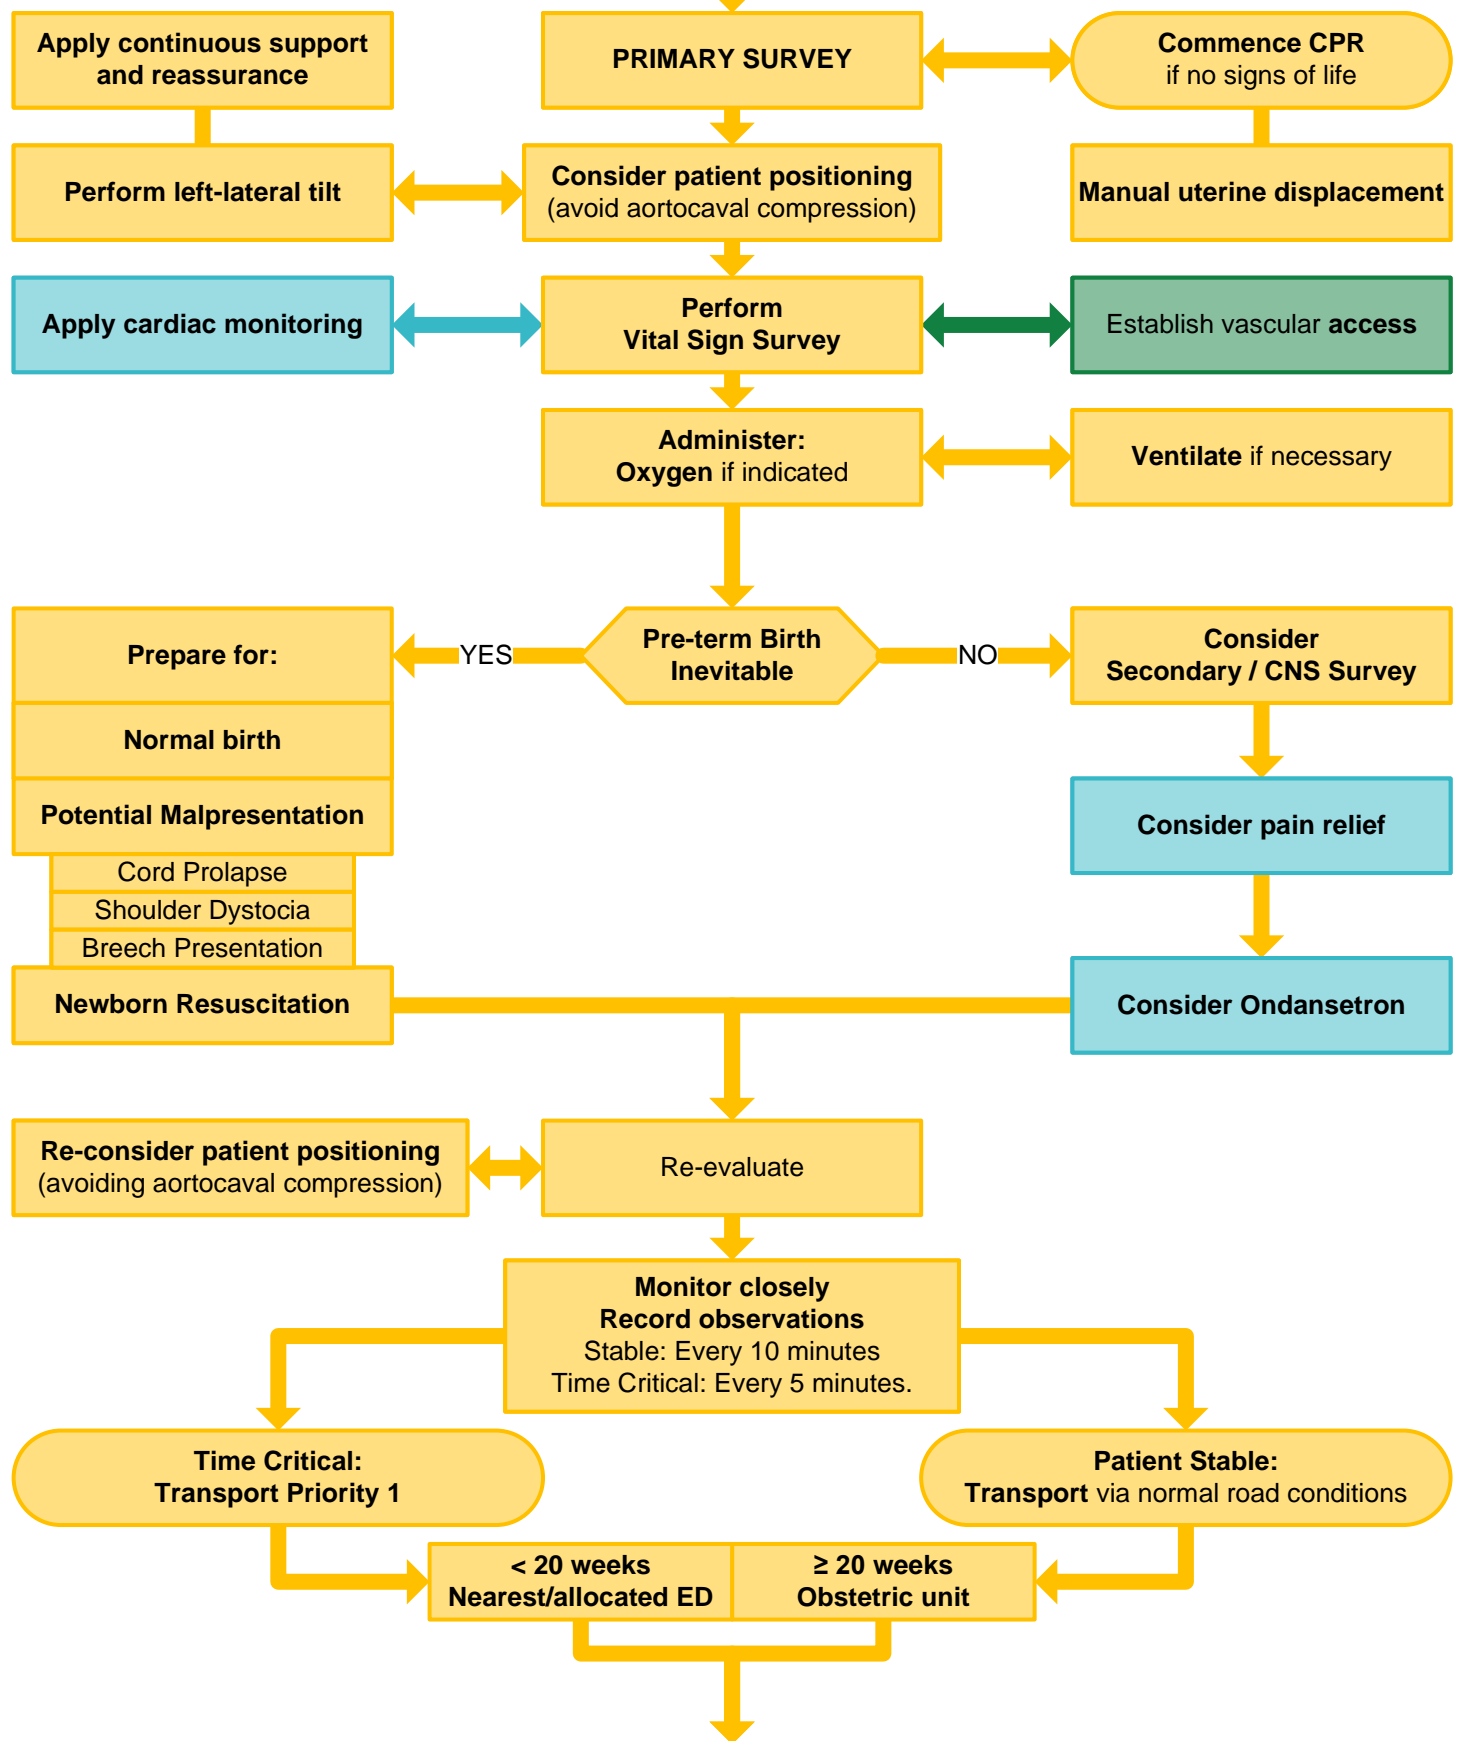 Apply continuous support
and reassurance
PRIMARY SURVEY
Commence CPR
if no signs of life
Perform left-lateral tilt
Consider patient positioning
(avoid aortocaval compression)
Manual uterine displacement
Apply cardiac monitoring
Perform
Vital Sign Survey
Establish vascular access
Administer:
Oxygen if indicated
Ventilate if necessary
Prepare for:
YES
Pre-term Birth
Inevitable
NO
Consider
Secondary / CNS Survey
Normal birth
Potential Malpresentation
Cord Prolapse
Shoulder Dystocia
Breech Presentation
Newborn Resuscitation
Consider pain relief
Consider Ondansetron
Re-consider patient positioning
(avoiding aortocaval compression)
Re-evaluate
Monitor closely
Record observations
Stable: Every 10 minutes
Time Critical: Every 5 minutes.
Time Critical:
Transport Priority 1
Patient Stable:
Transport via normal road conditions
< 20 weeks
Nearest/allocated ED
≥ 20 weeks
Obstetric unit